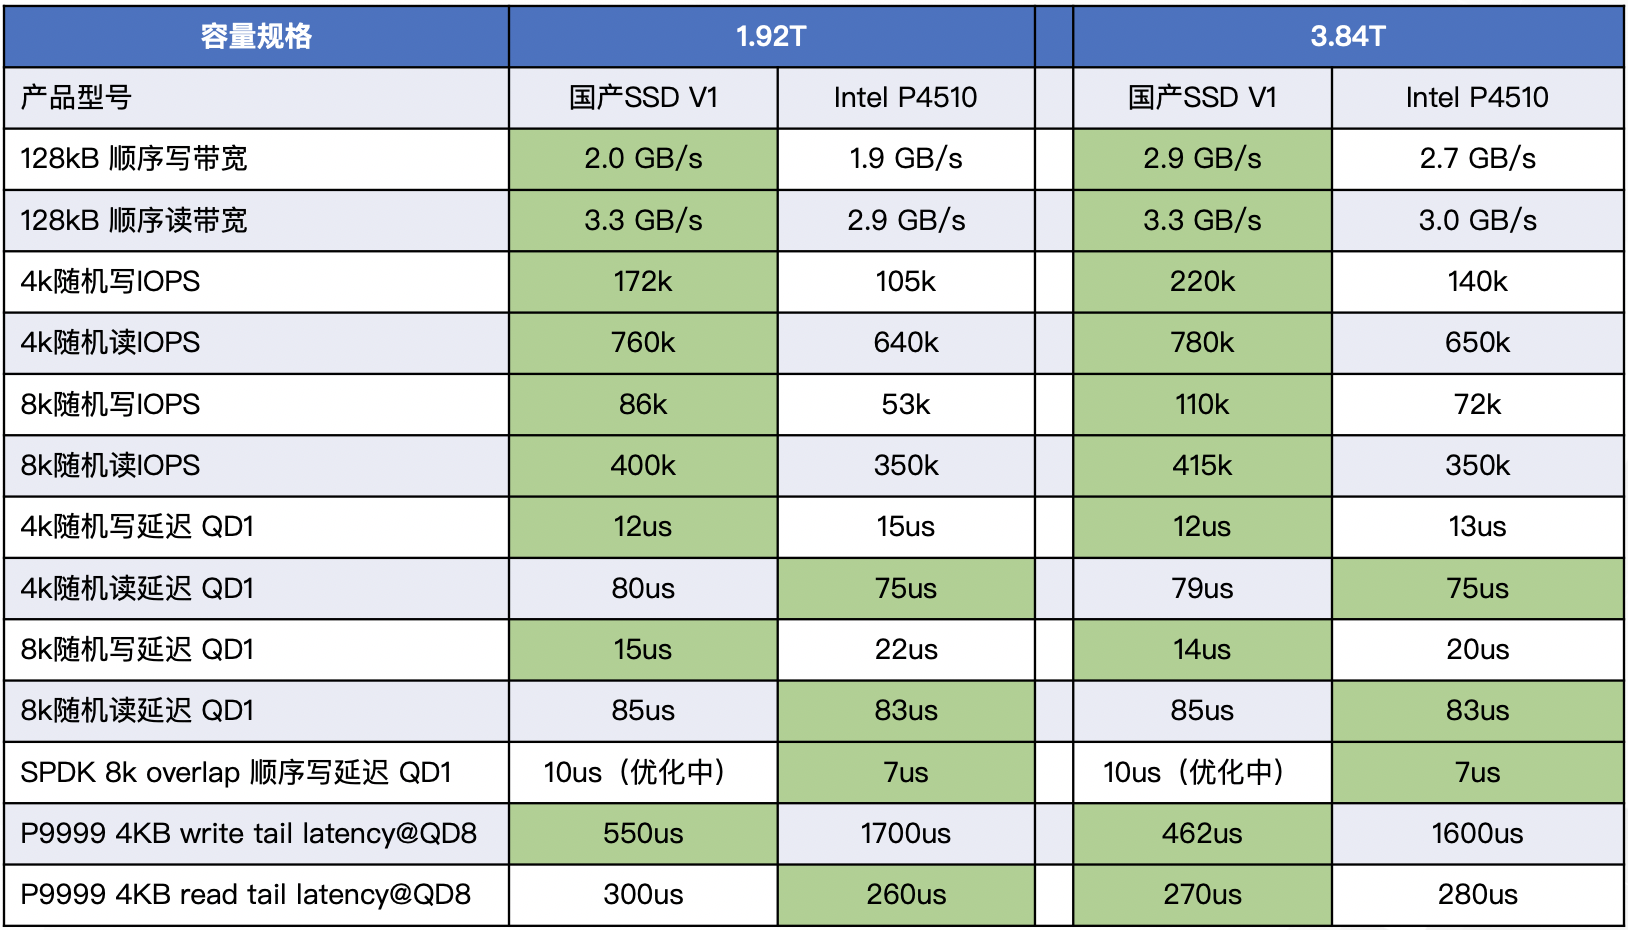 容量规格 1.92T 3.84T
产品型号 国产SSD V1 Intel P4510 国产SSD V1 Intel P4510
128kB 顺序写带宽 2.0 GB/s 1.9 GB/s 2.9 GB/s 2.7 GB/s
128kB 顺序读带宽 3.3 GB/s 2.9 GB/s 3.3 GB/s 3.0 GB/s
4k随机写IOPS 172k 105k 220k 140k
4k随机读IOPS 760k 640k 780k 650k
8k随机写IOPS 86k 53k 110k 72k
8k随机读IOPS 400k 350k 415k 350k
4k随机写延迟 QD1 12us 15us 12us 13us
4k随机读延迟 QD1 80us 75us 79us 75us
8k随机写延迟 QD1 15us 22us 14us 20us
8k随机读延迟 QD1 85us 83us 85us 83us
SPDK 8k overlap 顺序写延迟 QD1 10us（优化中） 7us 10us（优化中） 7us
P9999 4KB write tail latency@QD8 550us 1700us 462us 1600us
P9999 4KB read tail latency@QD8 300us 260us 270us 280us